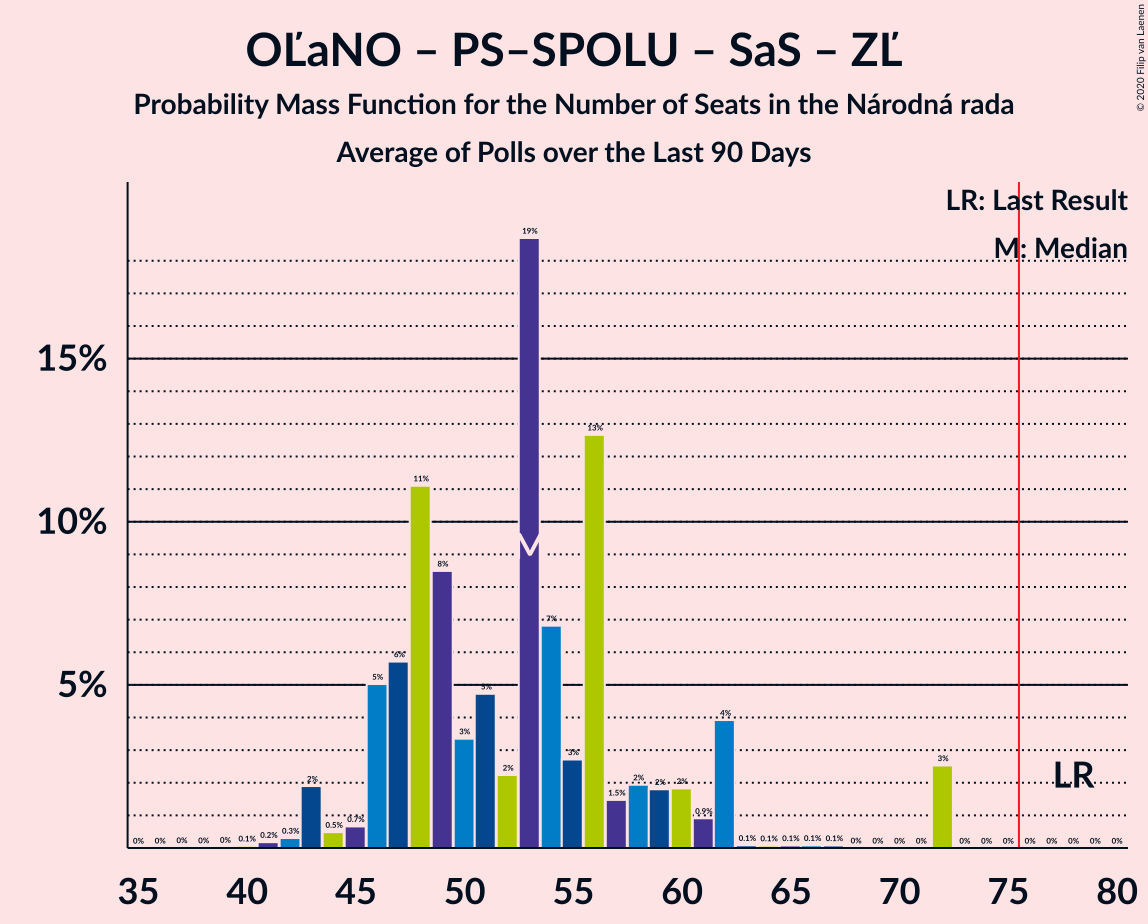 OĽaNO – PS–SPOLU – SaS – ZĽ
Probability Mass Function for the Number of Seats in the Národná rada
Average of Polls over the Last 90 Days
© 2020 Filip van Laenen
LR: Last Result
M: Median
15%
10%
5%
0% 0% 0% 0% 0% 0.1% 0.2% 0.3% 2% 0.5% 0.7% 5% 6% 11% 8% 3% 5% 2% 19% 7% 3% 13% 1.5% 2% 2% 2% 0.9% 4% 0.1% 0.1% 0.1% 0.1% 0.1% 0% 0% 0% 0% 3% 0% 0% 0% 0% 0% 0% 0% 0%
LR
35 40 45 50 55 60 65 70 75 80